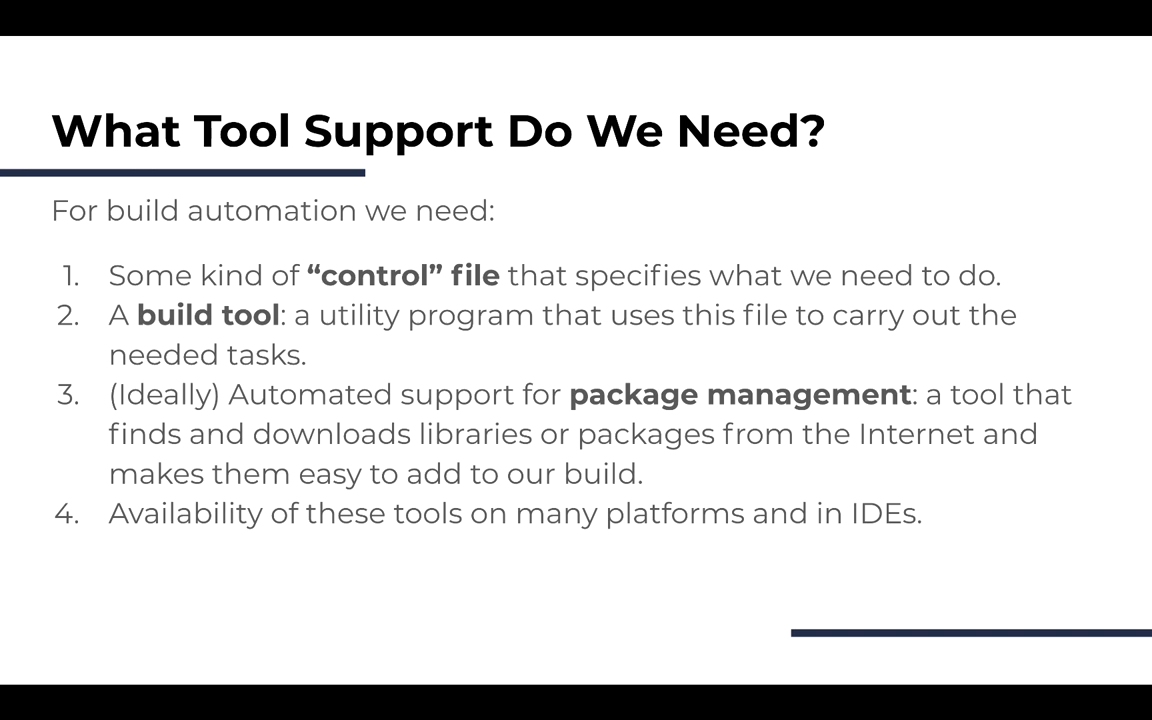 What Tool Support Do We Need?
For build automation we need:
1. Some kind of “control” file that specifies what we need to do.
2. A build tool: a utility program that uses this file to carry out the
needed tasks.
3. (Ideally) Automated support for package management: a tool that
finds and downloads libraries or packages from the Internet and
makes them easy to add to our build.
4. Availability of these tools on many platforms and in IDEs.